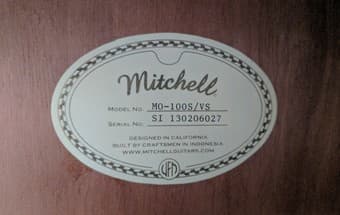 Mitchell
MODEL NO. MO-100S/VS
SERIAL NO. SI 130206027
DESIGNED IN CALIFORNIA.
BUILT BY CRAFTSMEN IN INDONESIA.
WWW.MITCHELLGUITARS.COM